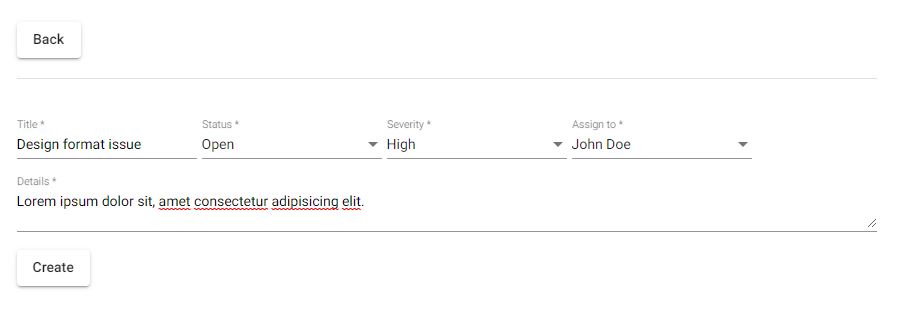 Back
Title * Status * Severity * Assign to *
Design format issue Open High John Doe
Details *
Lorem ipsum dolor sit, amet consectetur adipisicing elit.
Create